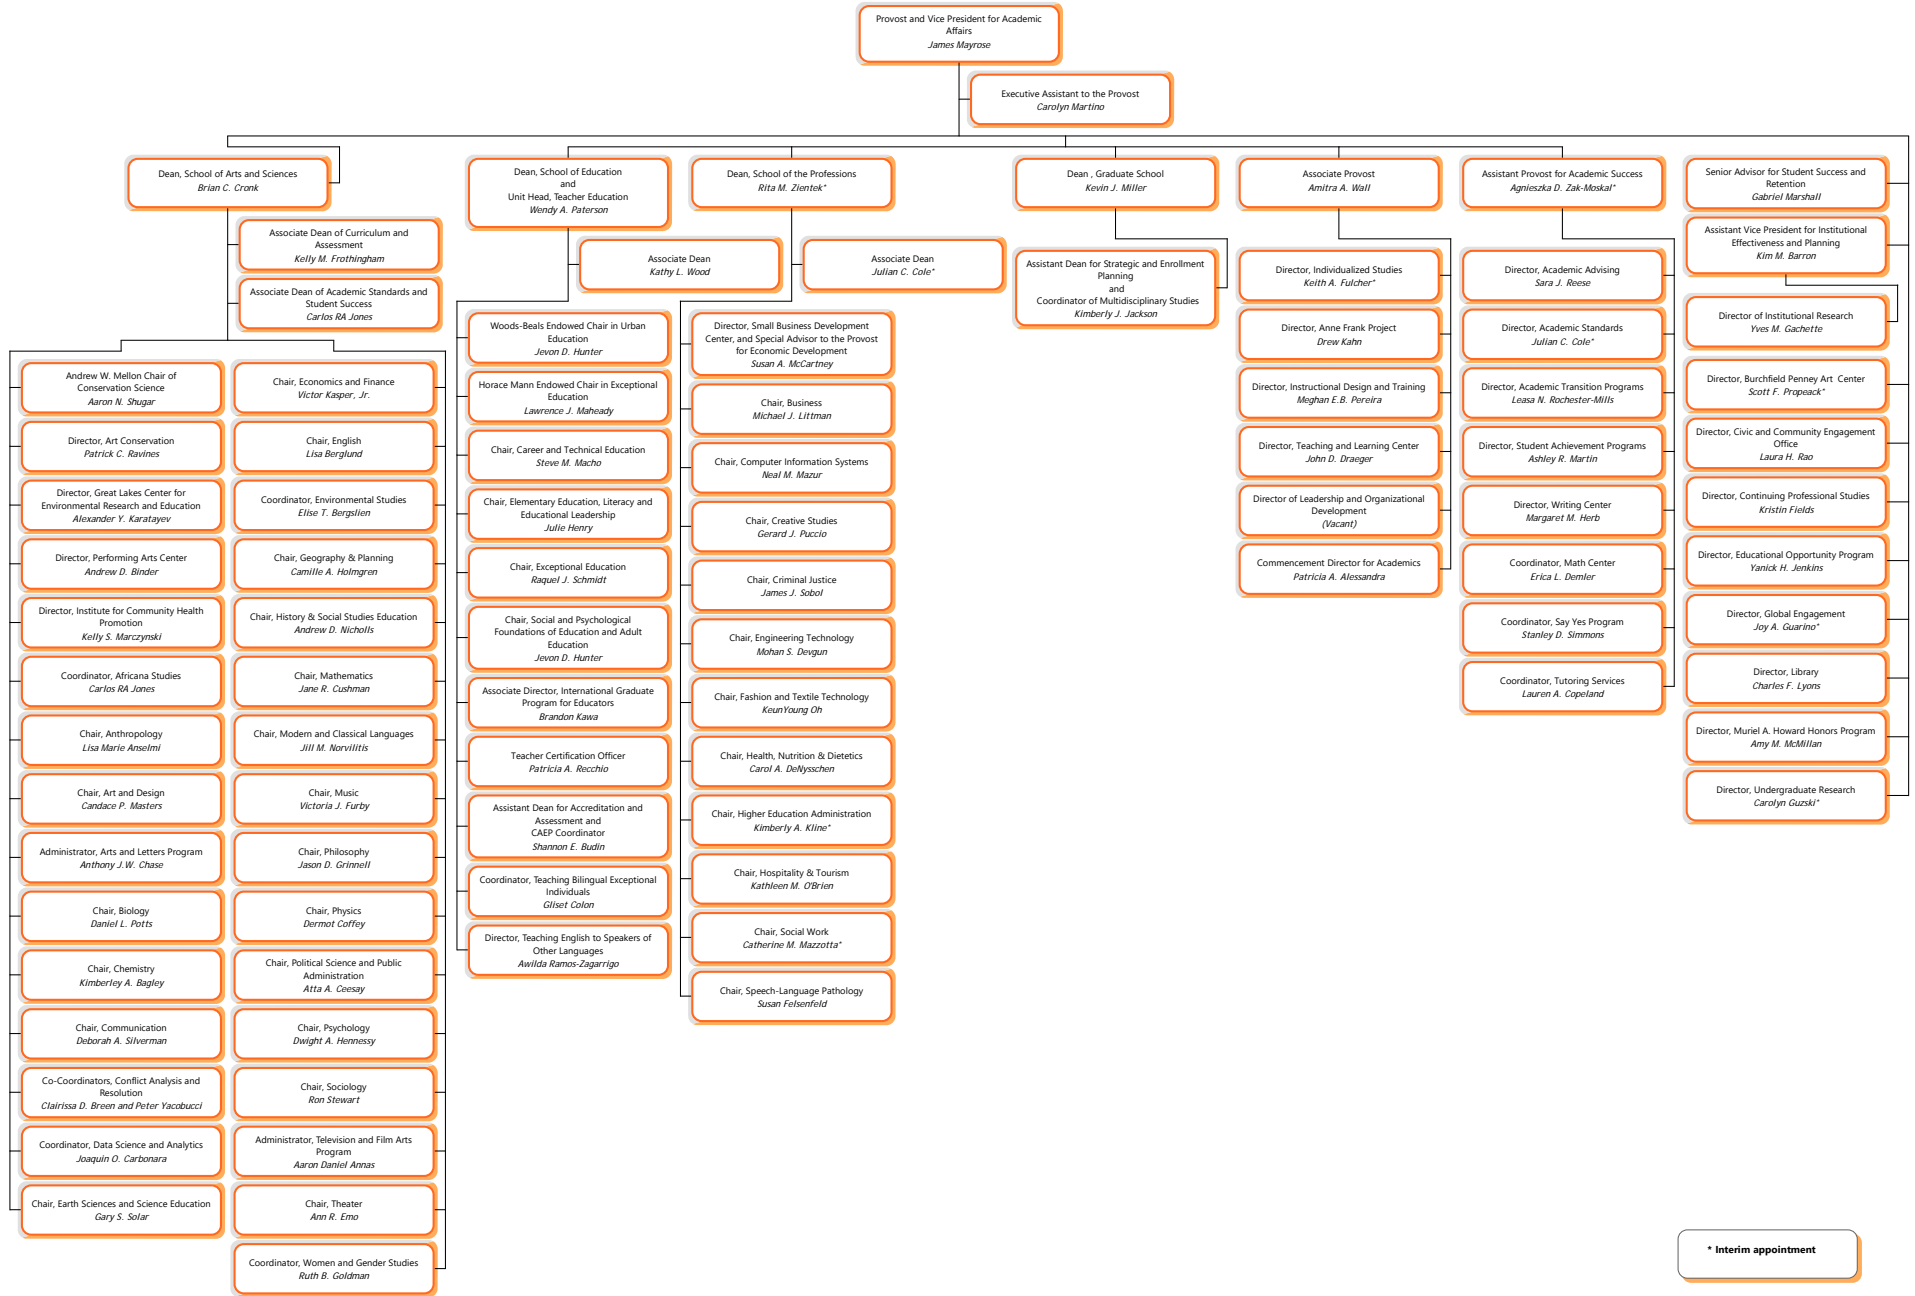 Provost and Vice President for Academic
Affairs
James Mayrose
Executive Assistant to the Provost
Carolyn Martino
Dean, School of Arts and Sciences
Brian C. Cronk
Associate Dean of Curriculum and
Assessment
Kelly M. Frothingham
Associate Dean of Academic Standards and
Student Success
Carlos RA Jones
Andrew W. Mellon Chair of
Conservation Science
Aaron N. Shugar
Director, Art Conservation
Patrick C. Ravines
Director, Great Lakes Center for
Environmental Research and Education
Alexander Y. Karatayev
Director, Performing Arts Center
Andrew D. Binder
Director, Institute for Community Health
Promotion
Kelly S. Marczynski
Coordinator, Africana Studies
Carlos RA Jones
Chair, Anthropology
Lisa Marie Anselmi
Chair, Art and Design
Candace P. Masters
Administrator, Arts and Letters Program
Anthony J.W. Chase
Chair, Biology
Daniel L. Potts
Chair, Chemistry
Kimberley A. Bagley
Chair, Communication
Deborah A. Silverman
Co-Coordinators, Conflict Analysis and
Resolution
Clairissa D. Breen and Peter Yacobucci
Coordinator, Data Science and Analytics
Joaquin O. Carbonara
Chair, Earth Sciences and Science Education
Gary S. Solar
Chair, Economics and Finance
Victor Kasper, Jr.
Chair, English
Lisa Berglund
Coordinator, Environmental Studies
Elise T. Bergslien
Chair, Geography & Planning
Camille A. Holmgren
Chair, History & Social Studies Education
Andrew D. Nicholls
Chair, Mathematics
Jane R. Cushman
Chair, Modern and Classical Languages
Jill M. Norvilitis
Chair, Music
Victoria J. Furby
Chair, Philosophy
Jason D. Grinnell
Chair, Physics
Dermot Coffey
Chair, Political Science and Public
Administration
Atta A. Ceesay
Chair, Psychology
Dwight A. Hennessy
Chair, Sociology
Ron Stewart
Administrator, Television and Film Arts
Program
Aaron Daniel Annas
Chair, Theater
Ann R. Emo
Coordinator, Women and Gender Studies
Ruth B. Goldman
Dean, School of Education
and
Unit Head, Teacher Education
Wendy A. Paterson
Associate Dean
Kathy L. Wood
Woods-Beals Endowed Chair in Urban
Education
Jevon D. Hunter
Horace Mann Endowed Chair in Exceptional
Education
Lawrence J. Maheady
Chair, Career and Technical Education
Steve M. Macho
Chair, Elementary Education, Literacy and
Educational Leadership
Julie Henry
Chair, Exceptional Education
Raquel J. Schmidt
Chair, Social and Psychological
Foundations of Education and Adult
Education
Jevon D. Hunter
Associate Director, International Graduate
Program for Educators
Brandon Kawa
Teacher Certification Officer
Patricia A. Recchio
Assistant Dean for Accreditation and
Assessment and
CAEP Coordinator
Shannon E. Budin
Coordinator, Teaching Bilingual Exceptional
Individuals
Gliset Colon
Director, Teaching English to Speakers of
Other Languages
Awilda Ramos-Zagarrigo
Dean, School of the Professions
Rita M. Zientek*
Associate Dean
Julian C. Cole*
Director, Small Business Development
Center, and Special Advisor to the Provost
for Economic Development
Susan A. McCartney
Chair, Business
Michael J. Littman
Chair, Computer Information Systems
Neal M. Mazur
Chair, Creative Studies
Gerard J. Puccio
Chair, Criminal Justice
James J. Sobol
Chair, Engineering Technology
Mohan S. Devgun
Chair, Fashion and Textile Technology
KeunYoung Oh
Chair, Health, Nutrition & Dietetics
Carol A. DeNysschen
Chair, Higher Education Administration
Kimberly A. Kline*
Chair, Hospitality & Tourism
Kathleen M. O'Brien
Chair, Social Work
Catherine M. Mazzotta*
Chair, Speech-Language Pathology
Susan Felsenfeld
Dean , Graduate School
Kevin J. Miller
Assistant Dean for Strategic and Enrollment
Planning
and
Coordinator of Multidisciplinary Studies
Kimberly J. Jackson
Associate Provost
Amitra A. Wall
Director, Individualized Studies
Keith A. Fulcher*
Director, Anne Frank Project
Drew Kahn
Director, Instructional Design and Training
Meghan E.B. Pereira
Director, Teaching and Learning Center
John D. Draeger
Director of Leadership and Organizational
Development
(Vacant)
Commencement Director for Academics
Patricia A. Alessandra
Assistant Provost for Academic Success
Agnieszka D. Zak-Moskal*
Director, Academic Advising
Sara J. Reese
Director, Academic Standards
Julian C. Cole*
Director, Academic Transition Programs
Leasa N. Rochester-Mills
Director, Student Achievement Programs
Ashley R. Martin
Director, Writing Center
Margaret M. Herb
Coordinator, Math Center
Erica L. Demler
Coordinator, Say Yes Program
Stanley D. Simmons
Coordinator, Tutoring Services
Lauren A. Copeland
Senior Advisor for Student Success and
Retention
Gabriel Marshall
Assistant Vice President for Institutional
Effectiveness and Planning
Kim M. Barron
Director of Institutional Research
Yves M. Gachette
Director, Burchfield Penney Art Center
Scott F. Propeack*
Director, Civic and Community Engagement
Office
Laura H. Rao
Director, Continuing Professional Studies
Kristin Fields
Director, Educational Opportunity Program
Yanick H. Jenkins
Director, Global Engagement
Joy A. Guarino*
Director, Library
Charles F. Lyons
Director, Muriel A. Howard Honors Program
Amy M. McMillan
Director, Undergraduate Research
Carolyn Guzski*
* Interim appointment